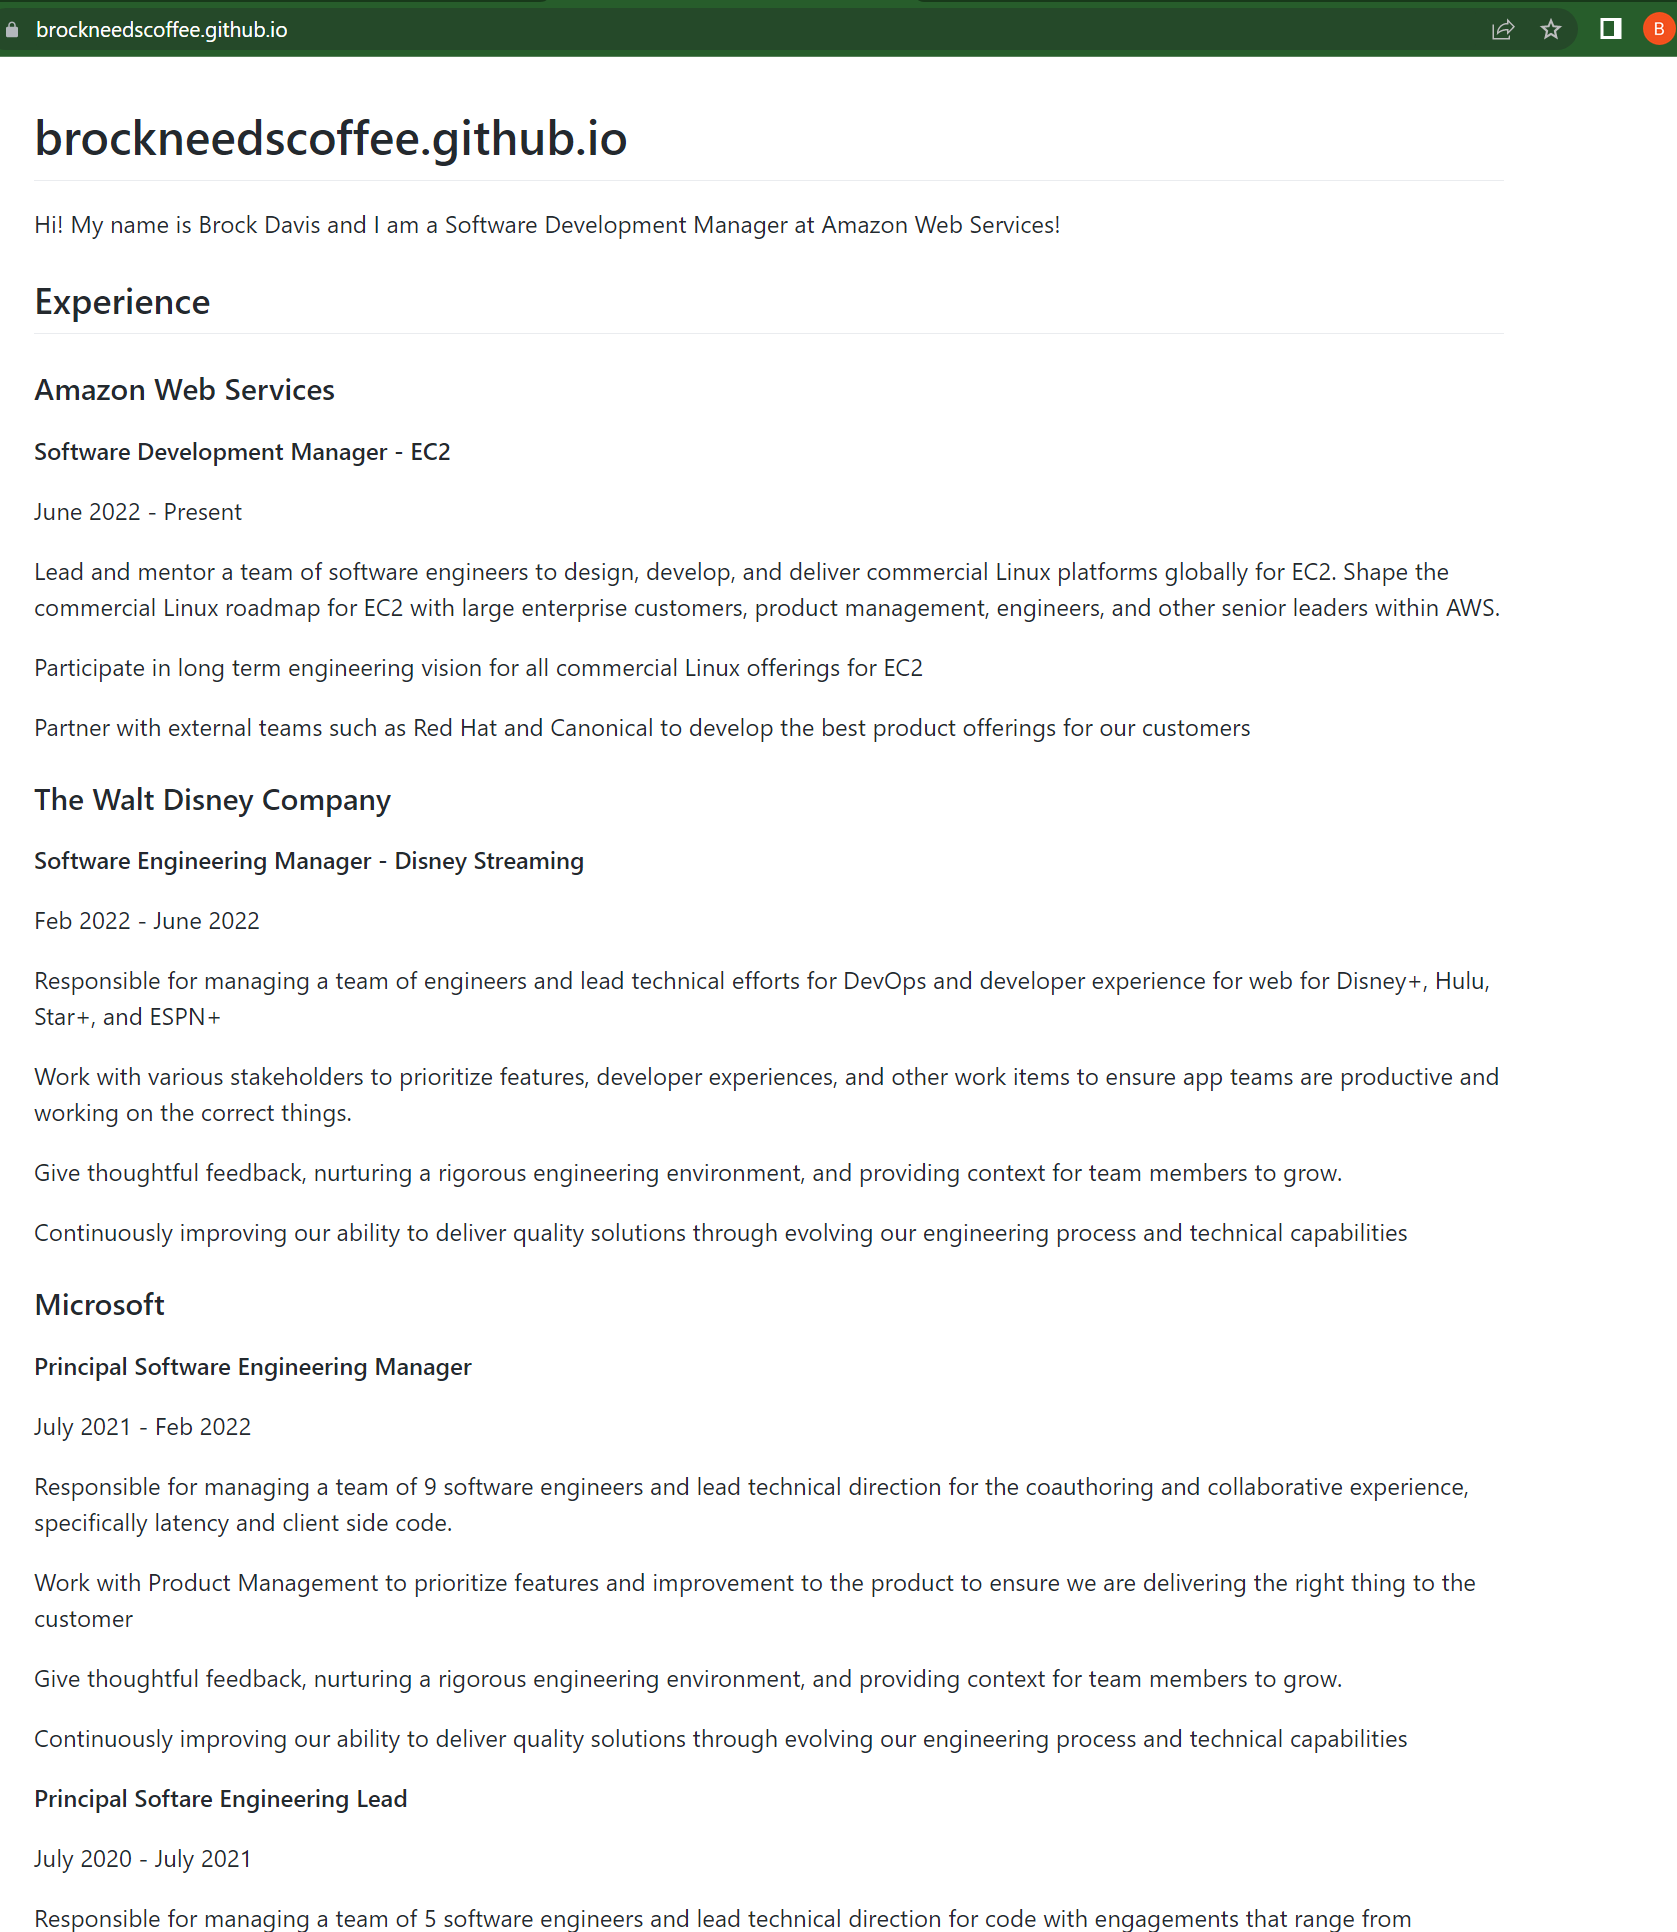 brockneedscoffee.github.io
B
brockneedscoffee.github.io
Hi! My name is Brock Davis and I am a Software Development Manager at Amazon Web Services!
Experience
Amazon Web Services
Software Development Manager - EC2
June 2022 - Present
Lead and mentor a team of software engineers to design, develop, and deliver commercial Linux platforms globally for EC2. Shape the
commercial Linux roadmap for EC2 with large enterprise customers, product management, engineers, and other senior leaders within AWS.
Participate in long term engineering vision for all commercial Linux offerings for EC2
Partner with external teams such as Red Hat and Canonical to develop the best product offerings for our customers
The Walt Disney Company
Software Engineering Manager - Disney Streaming
Feb 2022 - June 2022
Responsible for managing a team of engineers and lead technical efforts for DevOps and developer experience for web for Disney+, Hulu,
Star+, and ESPN+
Work with various stakeholders to prioritize features, developer experiences, and other work items to ensure app teams are productive and
working on the correct things.
Give thoughtful feedback, nurturing a rigorous engineering environment, and providing context for team members to grow.
Continuously improving our ability to deliver quality solutions through evolving our engineering process and technical capabilities
Microsoft
Principal Software Engineering Manager
July 2021 - Feb 2022
Responsible for managing a team of 9 software engineers and lead technical direction for the coauthoring and collaborative experience,
specifically latency and client side code.
Work with Product Management to prioritize features and improvement to the product to ensure we are delivering the right thing to the
customer
Give thoughtful feedback, nurturing a rigorous engineering environment, and providing context for team members to grow.
Continuously improving our ability to deliver quality solutions through evolving our engineering process and technical capabilities
Principal Softare Engineering Lead
July 2020 - July 2021
Responsible for managing a team of 5 software engineers and lead technical direction for code with engagements that range from